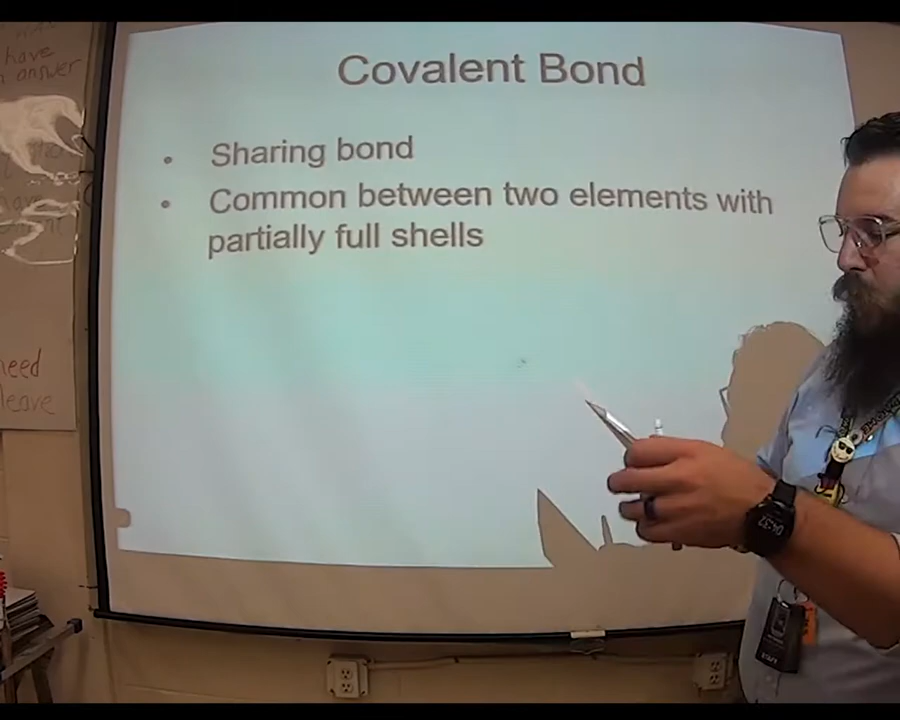 Covalent Bond
Sharing bond
Common between two elements with
partially full shells
have
answer
need
leave